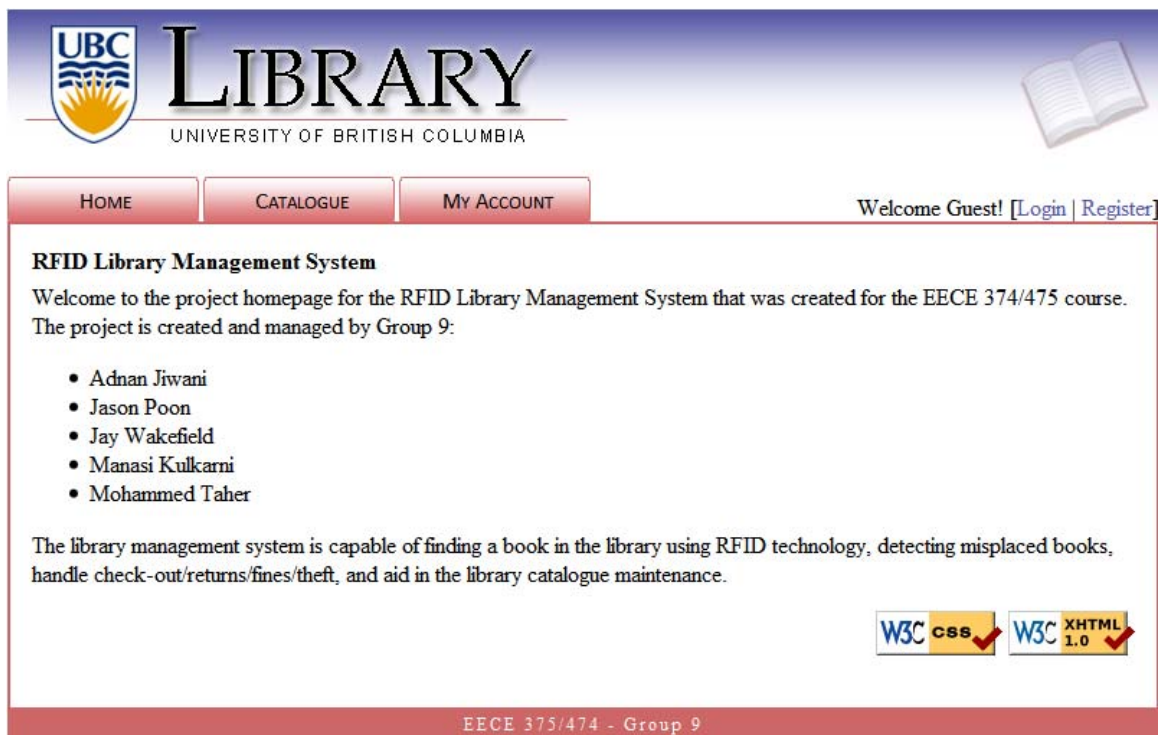 UBC
LIBRARY
UNIVERSITY OF BRITISH COLUMBIA
HOME
CATALOGUE
MY ACCOUNT
Welcome Guest! [Login | Register]
RFID Library Management System
Welcome to the project homepage for the RFID Library Management System that was created for the EECE 374/475 course.
The project is created and managed by Group 9:
• Adnan Jiwani
• Jason Poon
• Jay Wakefield
• Manasi Kulkarni
• Mohammed Taher
The library management system is capable of finding a book in the library using RFID technology, detecting misplaced books,
handle check-out/returns/fines/theft, and aid in the library catalogue maintenance.
W3C css
W3C XHTML 1.0
EECE 375/474 - Group 9